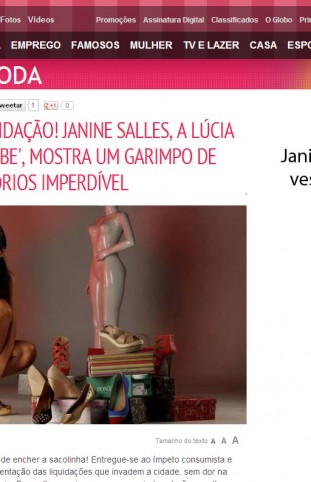 Fotos Vídeos Promoções Assinatura Digital Classificados O Globo Proj
EMPREGO FAMOSOS MULHER TV E LAZER CASA ESPO
ODA
weetar 1 +1 0
IDAÇÃO! JANINE SALLES, A LÚCIA
BE', MOSTRA UM GARIMPO DE
ÓRIOS IMPERDÍVEL
Jani
ves
Tamanho do texto A A A
de encher a sacolinha! Entregue-se ao ímpeto consumista e
entação das liquidações que invadem a cidade, sem dor na